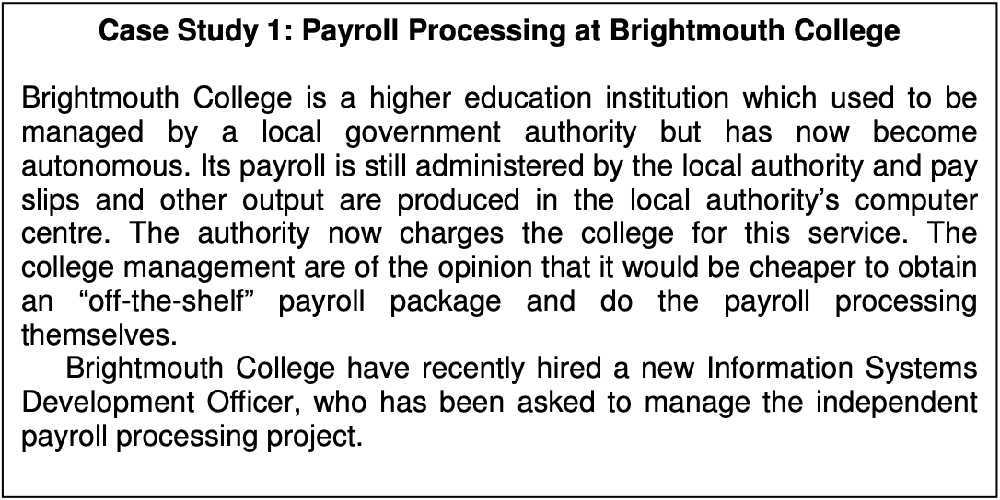 Case Study 1: Payroll Processing at Brightmouth College
Brightmouth College is a higher education institution which used to be
managed by a local government authority but has now become
autonomous. Its payroll is still administered by the local authority and pay
slips and other output are produced in the local authority’s computer
centre. The authority now charges the college for this service. The
college management are of the opinion that it would be cheaper to obtain
an “off-the-shelf” payroll package and do the payroll processing
themselves.
Brightmouth College have recently hired a new Information Systems
Development Officer, who has been asked to manage the independent
payroll processing project.